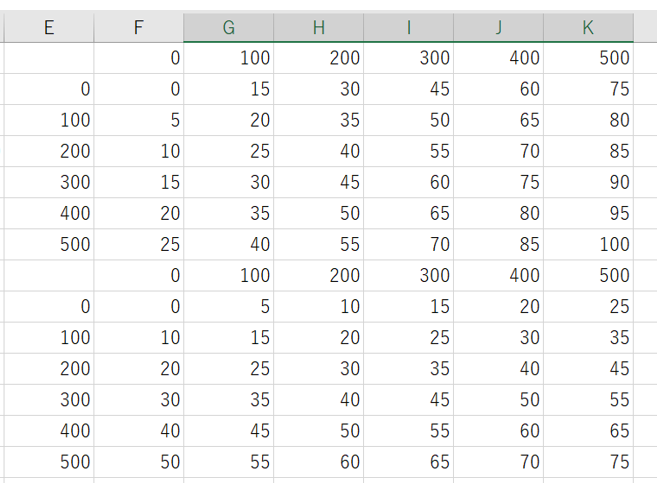 E F G H I J K
0 100 200 300 400 500
0 0 15 30 45 60 75
100 5 20 35 50 65 80
200 10 25 40 55 70 85
300 15 30 45 60 75 90
400 20 35 50 65 80 95
500 25 40 55 70 85 100
0 100 200 300 400 500
0 0 5 10 15 20 25
100 10 15 20 25 30 35
200 20 25 30 35 40 45
300 30 35 40 45 50 55
400 40 45 50 55 60 65
500 50 55 60 65 70 75